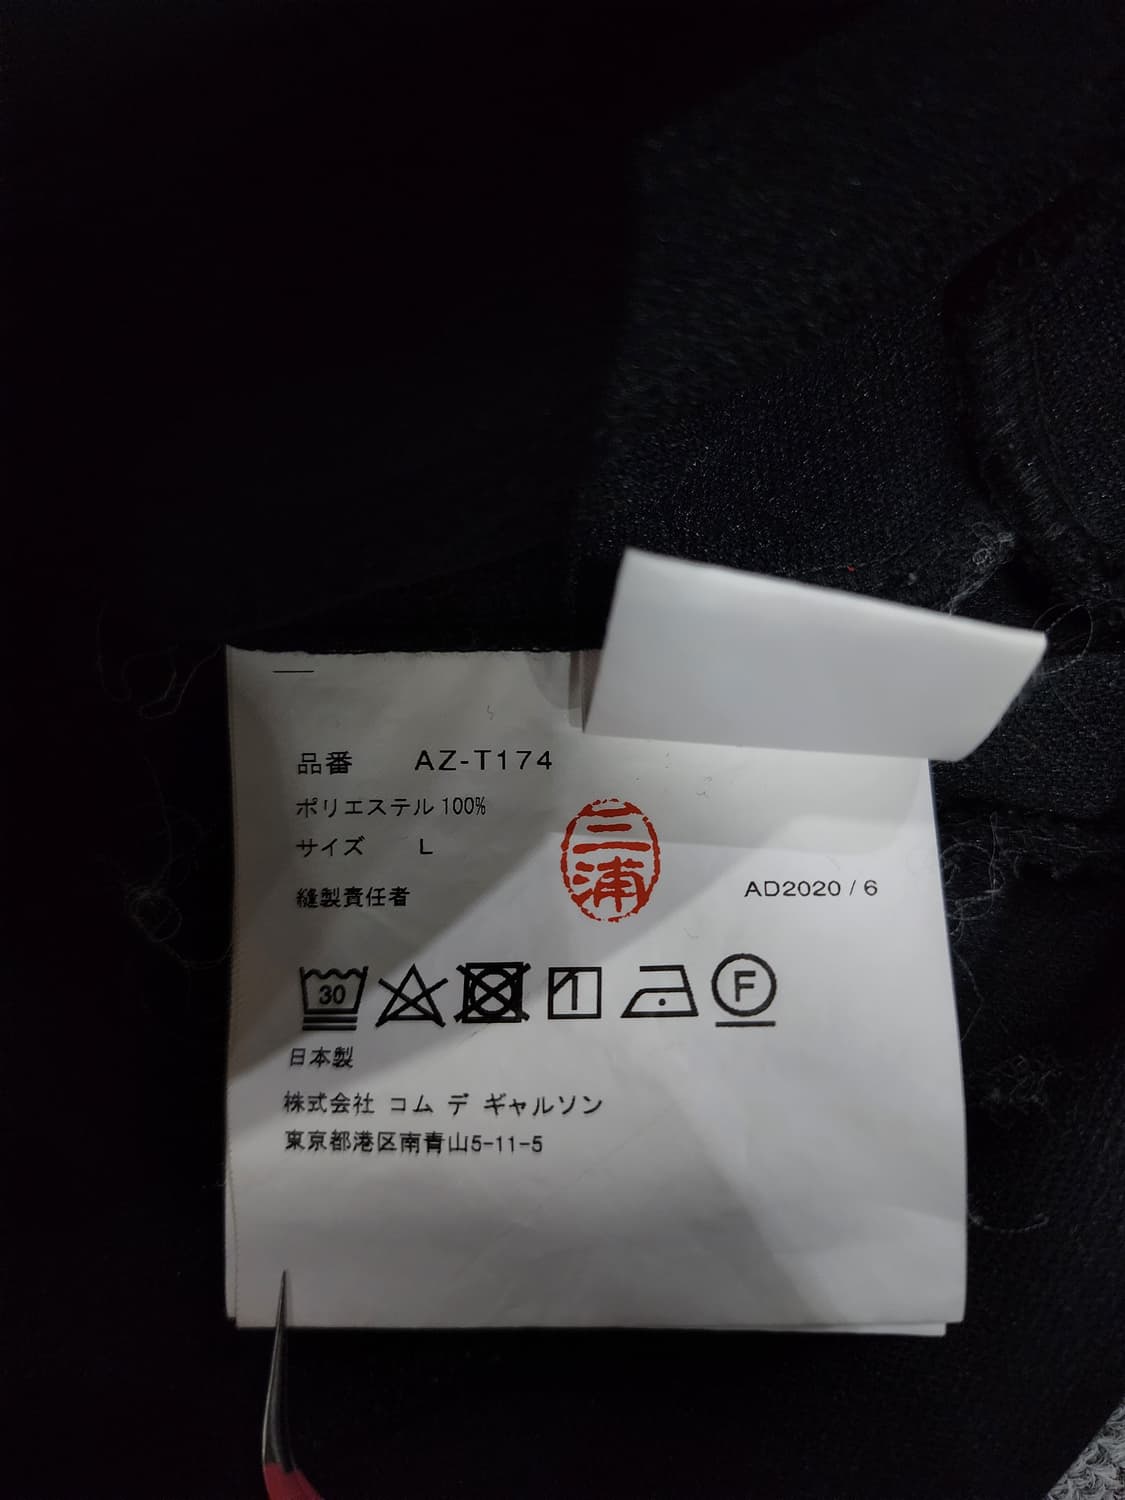 品番 AZ-T174
ポリエステル 100%
サイズ L
縫製責任者 三浦 AD2020 / 6
30 F
日本製
株式会社 コム デ ギャルソン
東京都港区南青山5-11-5